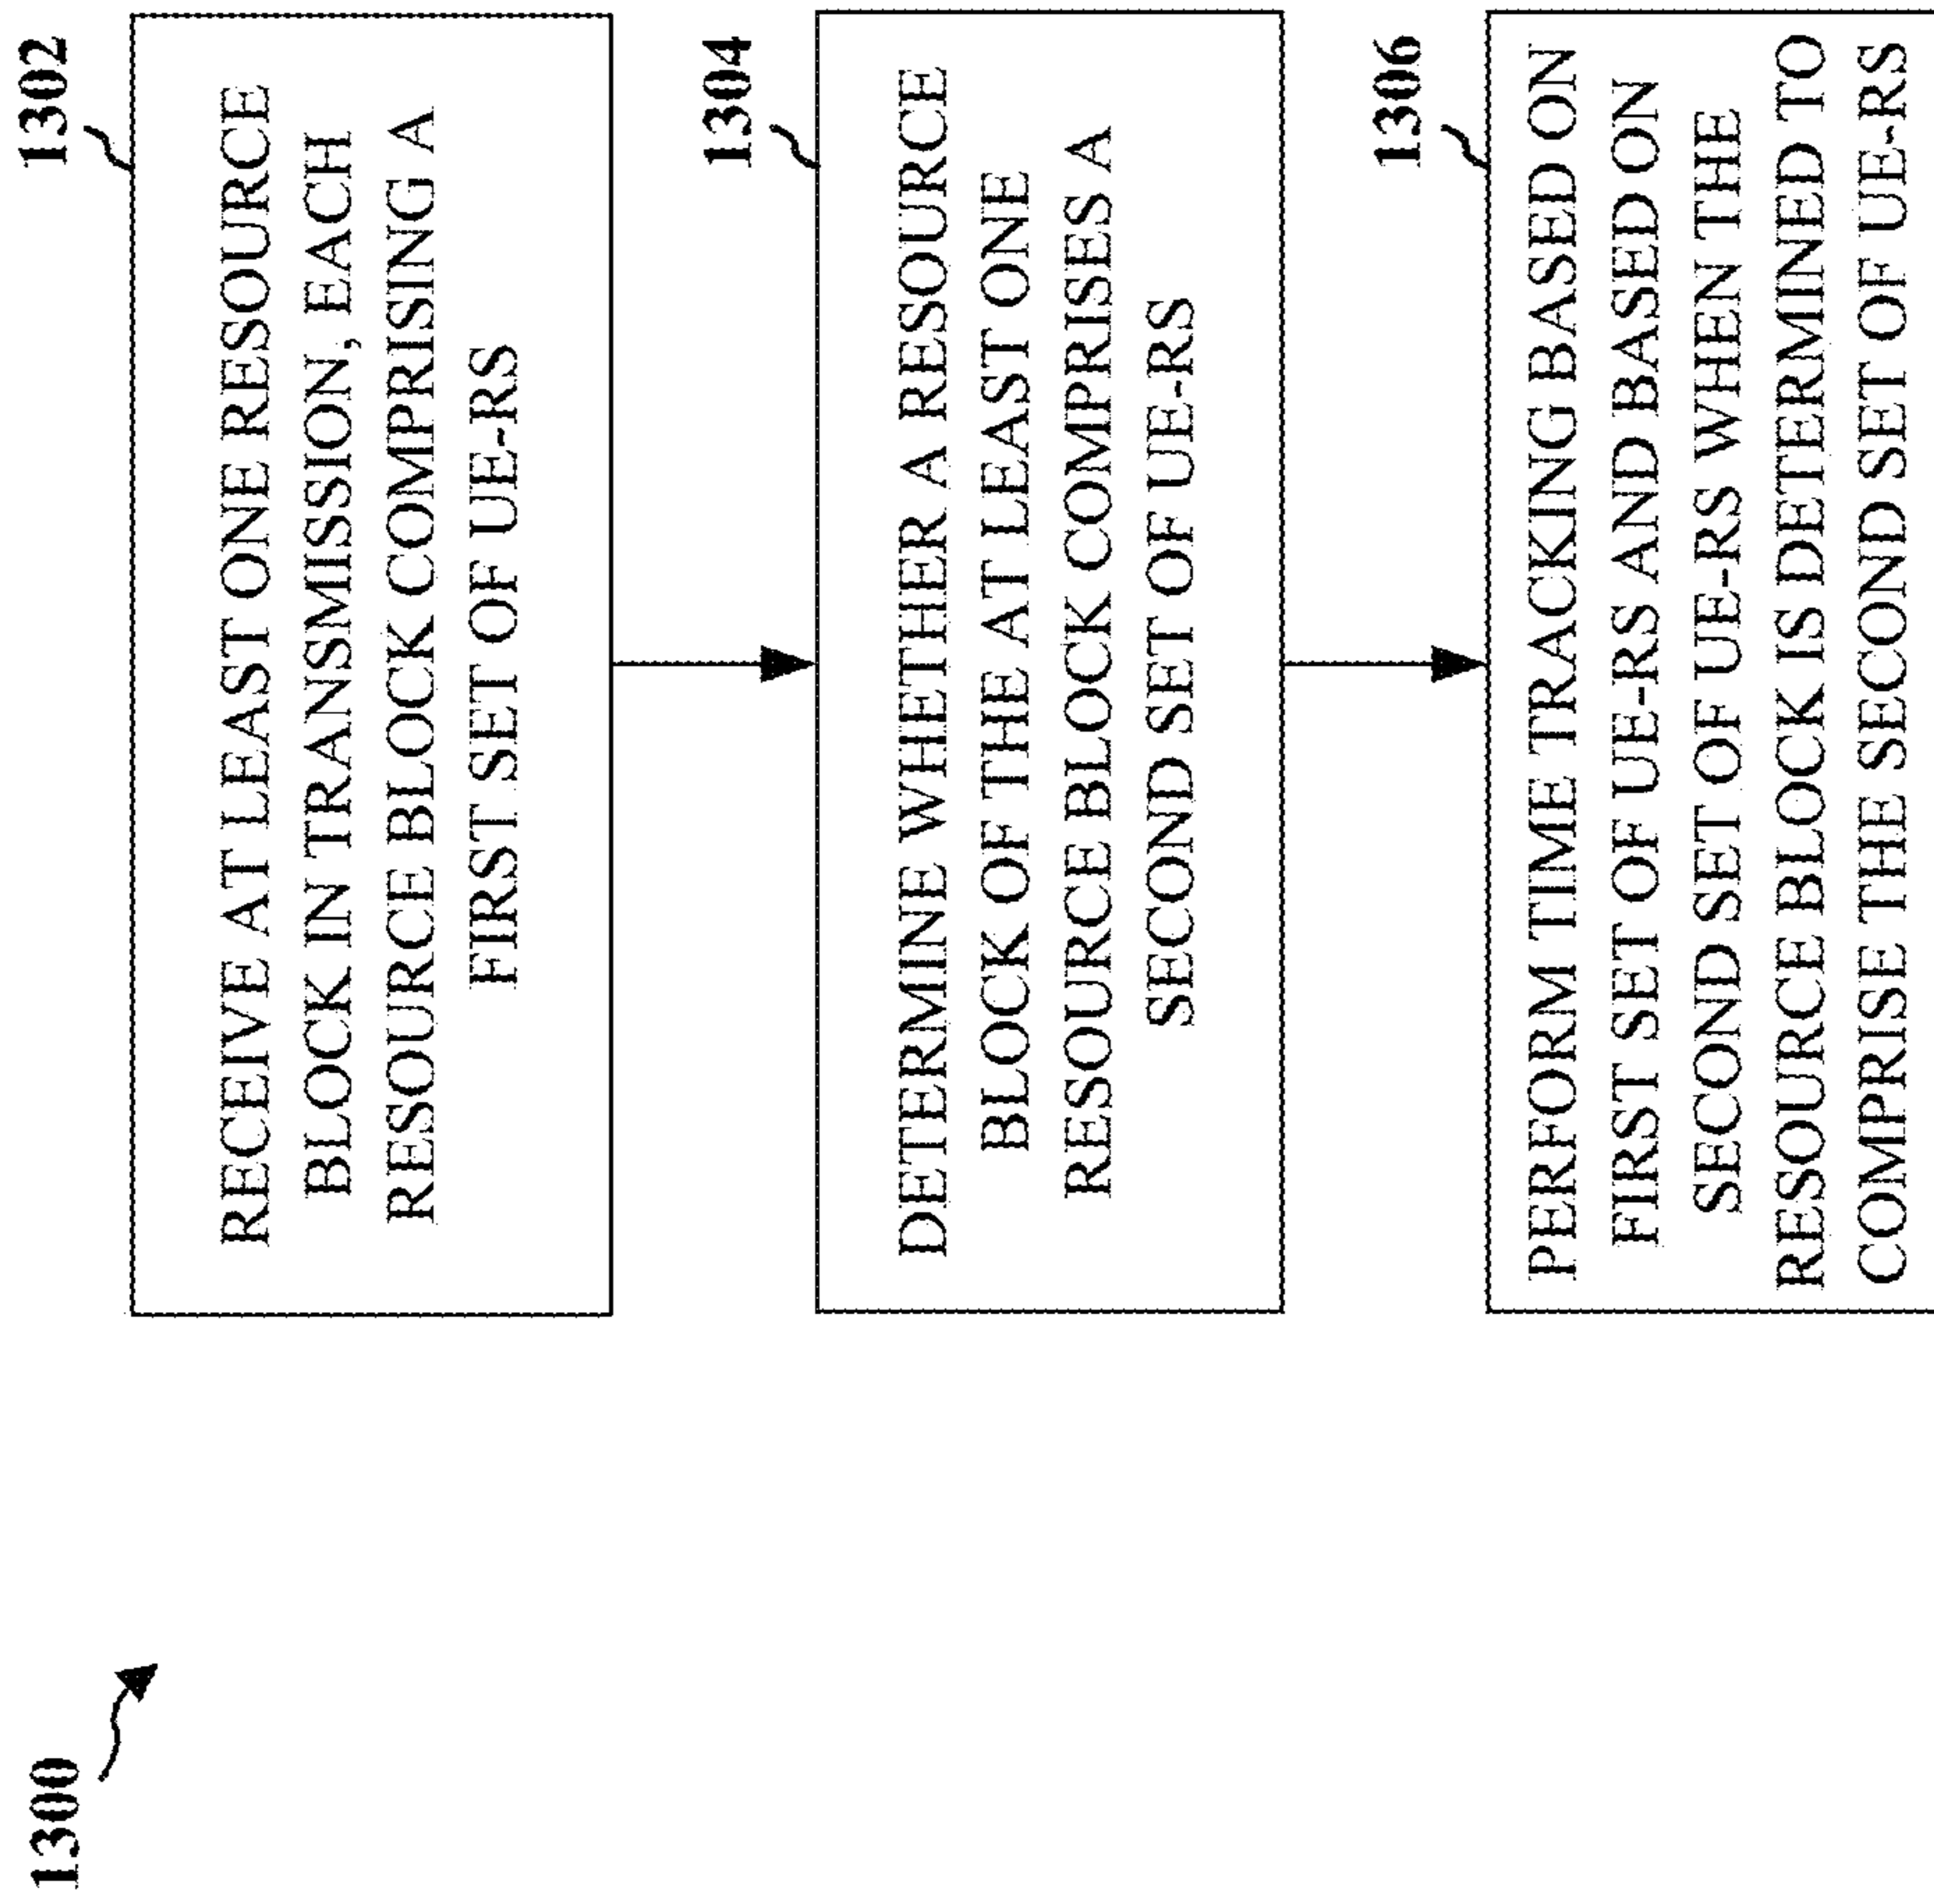 1300
1302
RECEIVE AT LEAST ONE RESOURCE
BLOCK IN TRANSMISSION, EACH
RESOURCE BLOCK COMPRISING A
FIRST SET OF UE-RS
1304
DETERMINE WHETHER A RESOURCE
BLOCK OF THE AT LEAST ONE
RESOURCE BLOCK COMPRISES A
SECOND SET OF UE-RS
1306
PERFORM TIME TRACKING BASED ON
FIRST SET OF UE-RS AND BASED ON
SECOND SET OF UE-RS WHEN THE
RESOURCE BLOCK IS DETERMINED TO
COMPRISE THE SECOND SET OF UE-RS